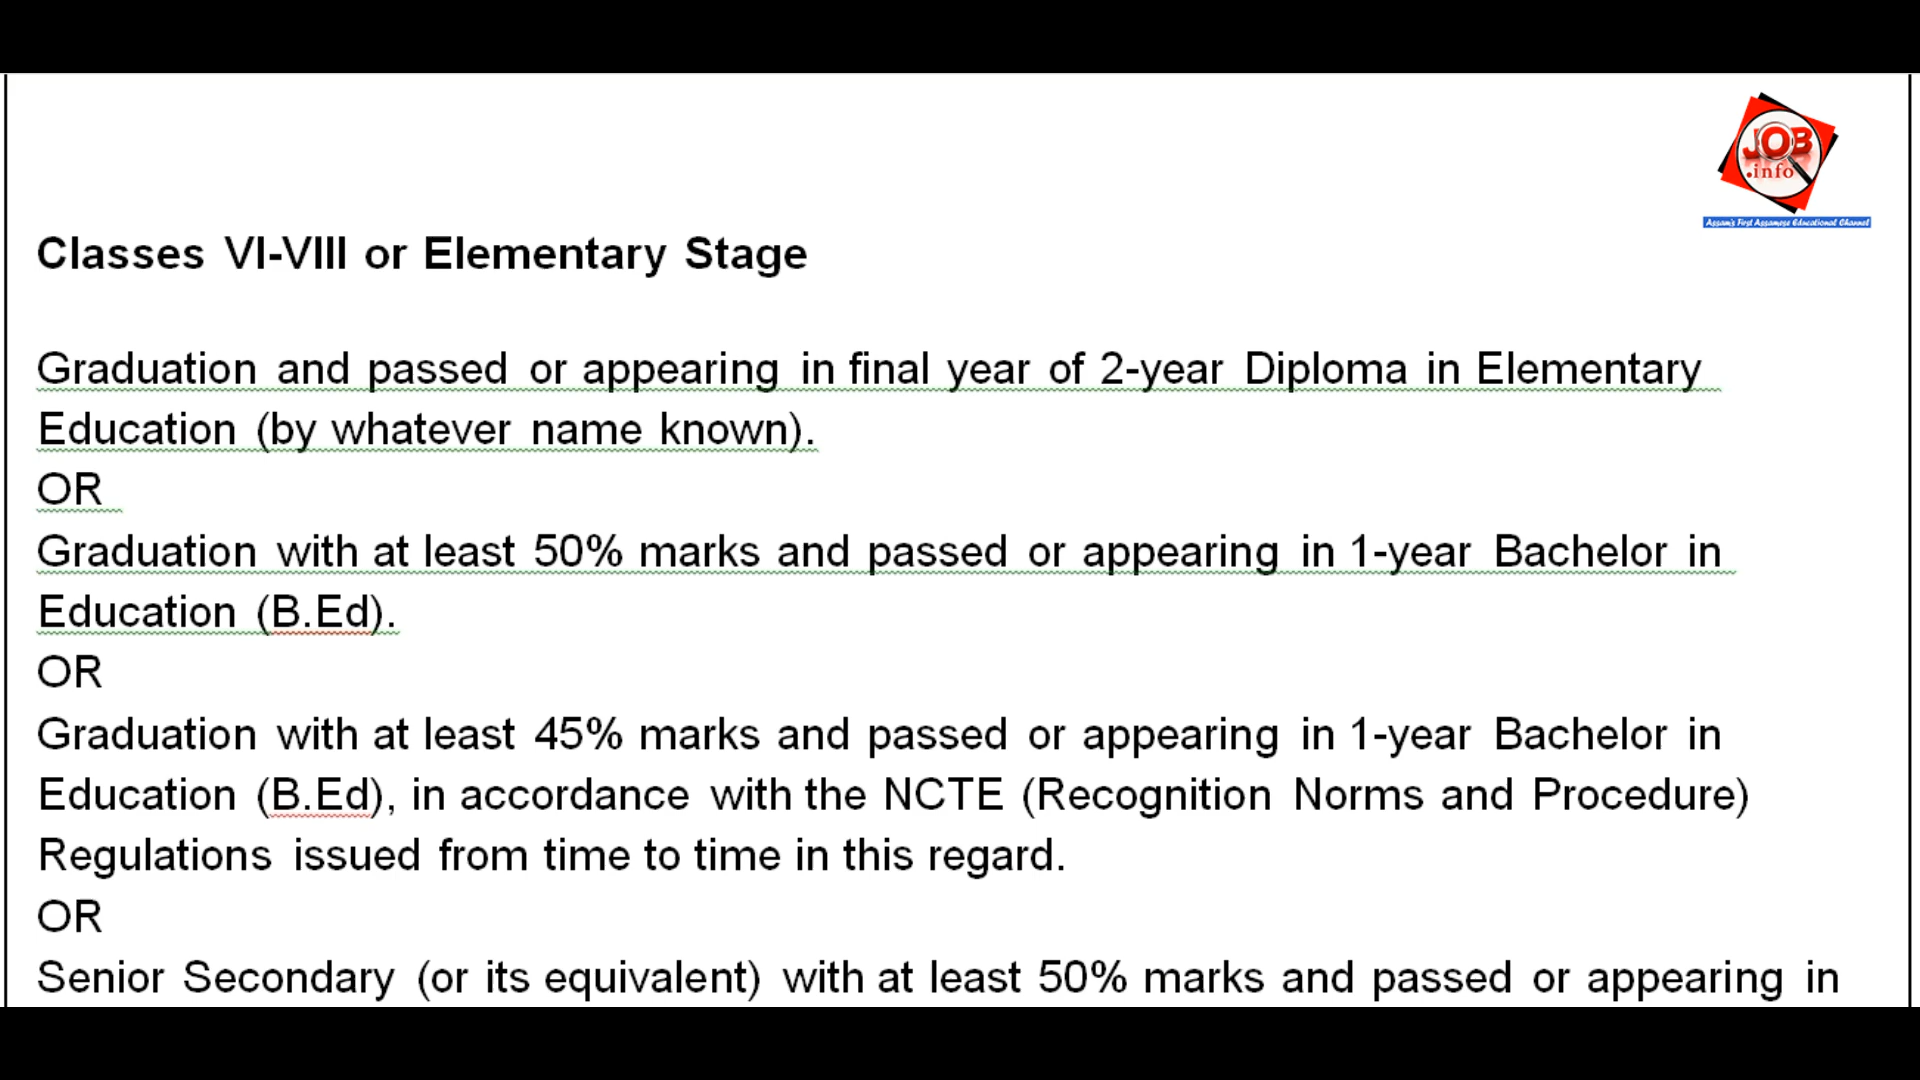 JOB
.info
Assam's First Assamese Educational Channel
Classes VI-VIII or Elementary Stage
Graduation and passed or appearing in final year of 2-year Diploma in Elementary
Education (by whatever name known).
OR
Graduation with at least 50% marks and passed or appearing in 1-year Bachelor in
Education (B.Ed).
OR
Graduation with at least 45% marks and passed or appearing in 1-year Bachelor in
Education (B.Ed), in accordance with the NCTE (Recognition Norms and Procedure)
Regulations issued from time to time in this regard.
OR
Senior Secondary (or its equivalent) with at least 50% marks and passed or appearing in